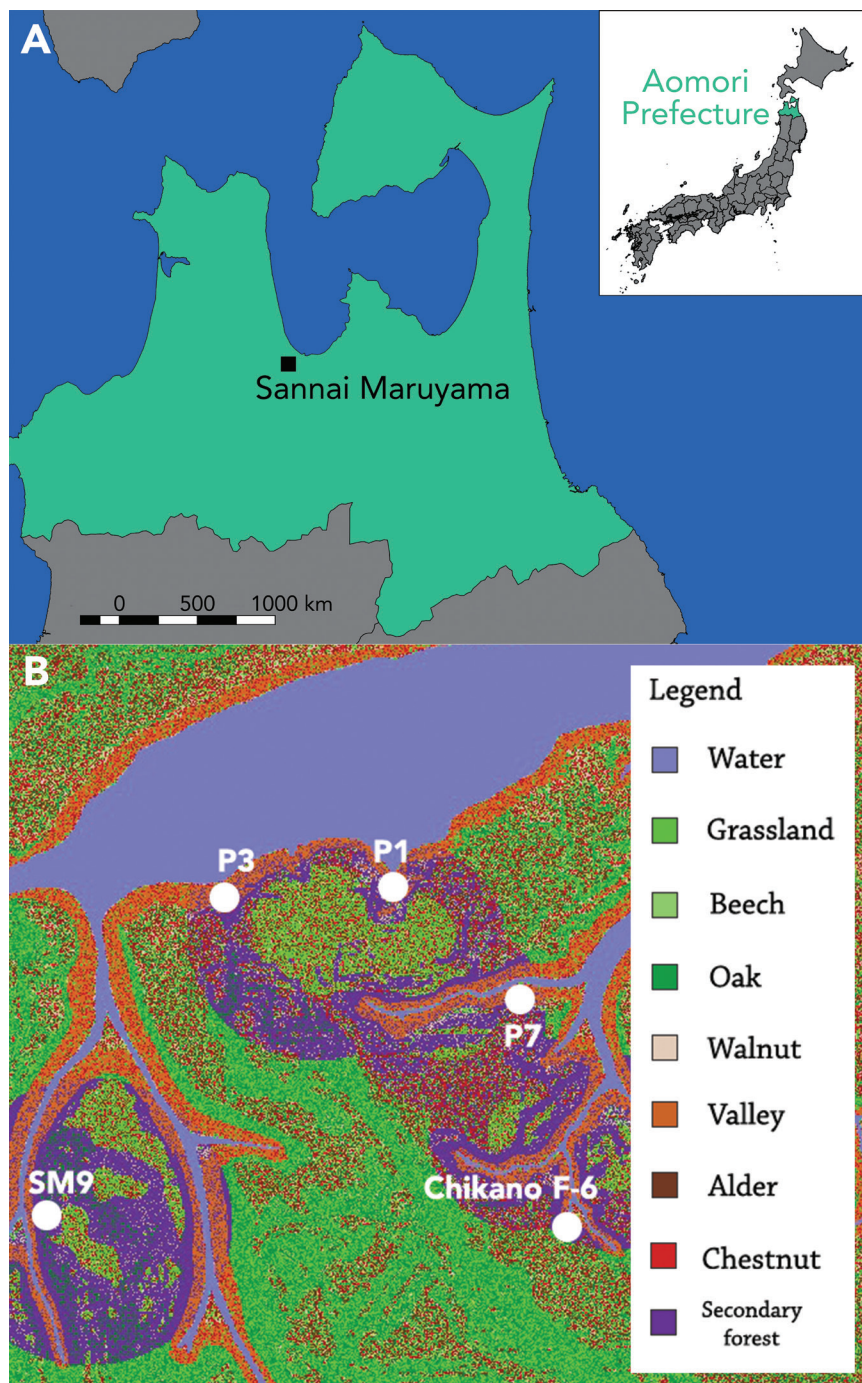 A
Aomori
Prefecture
Sannai Maruyama
0 500 1000 km
B
Legend
Water
Grassland
Beech
Oak
Walnut
Valley
Alder
Chestnut
Secondary
forest
P3
P1
P7
SM9
Chikano F-6